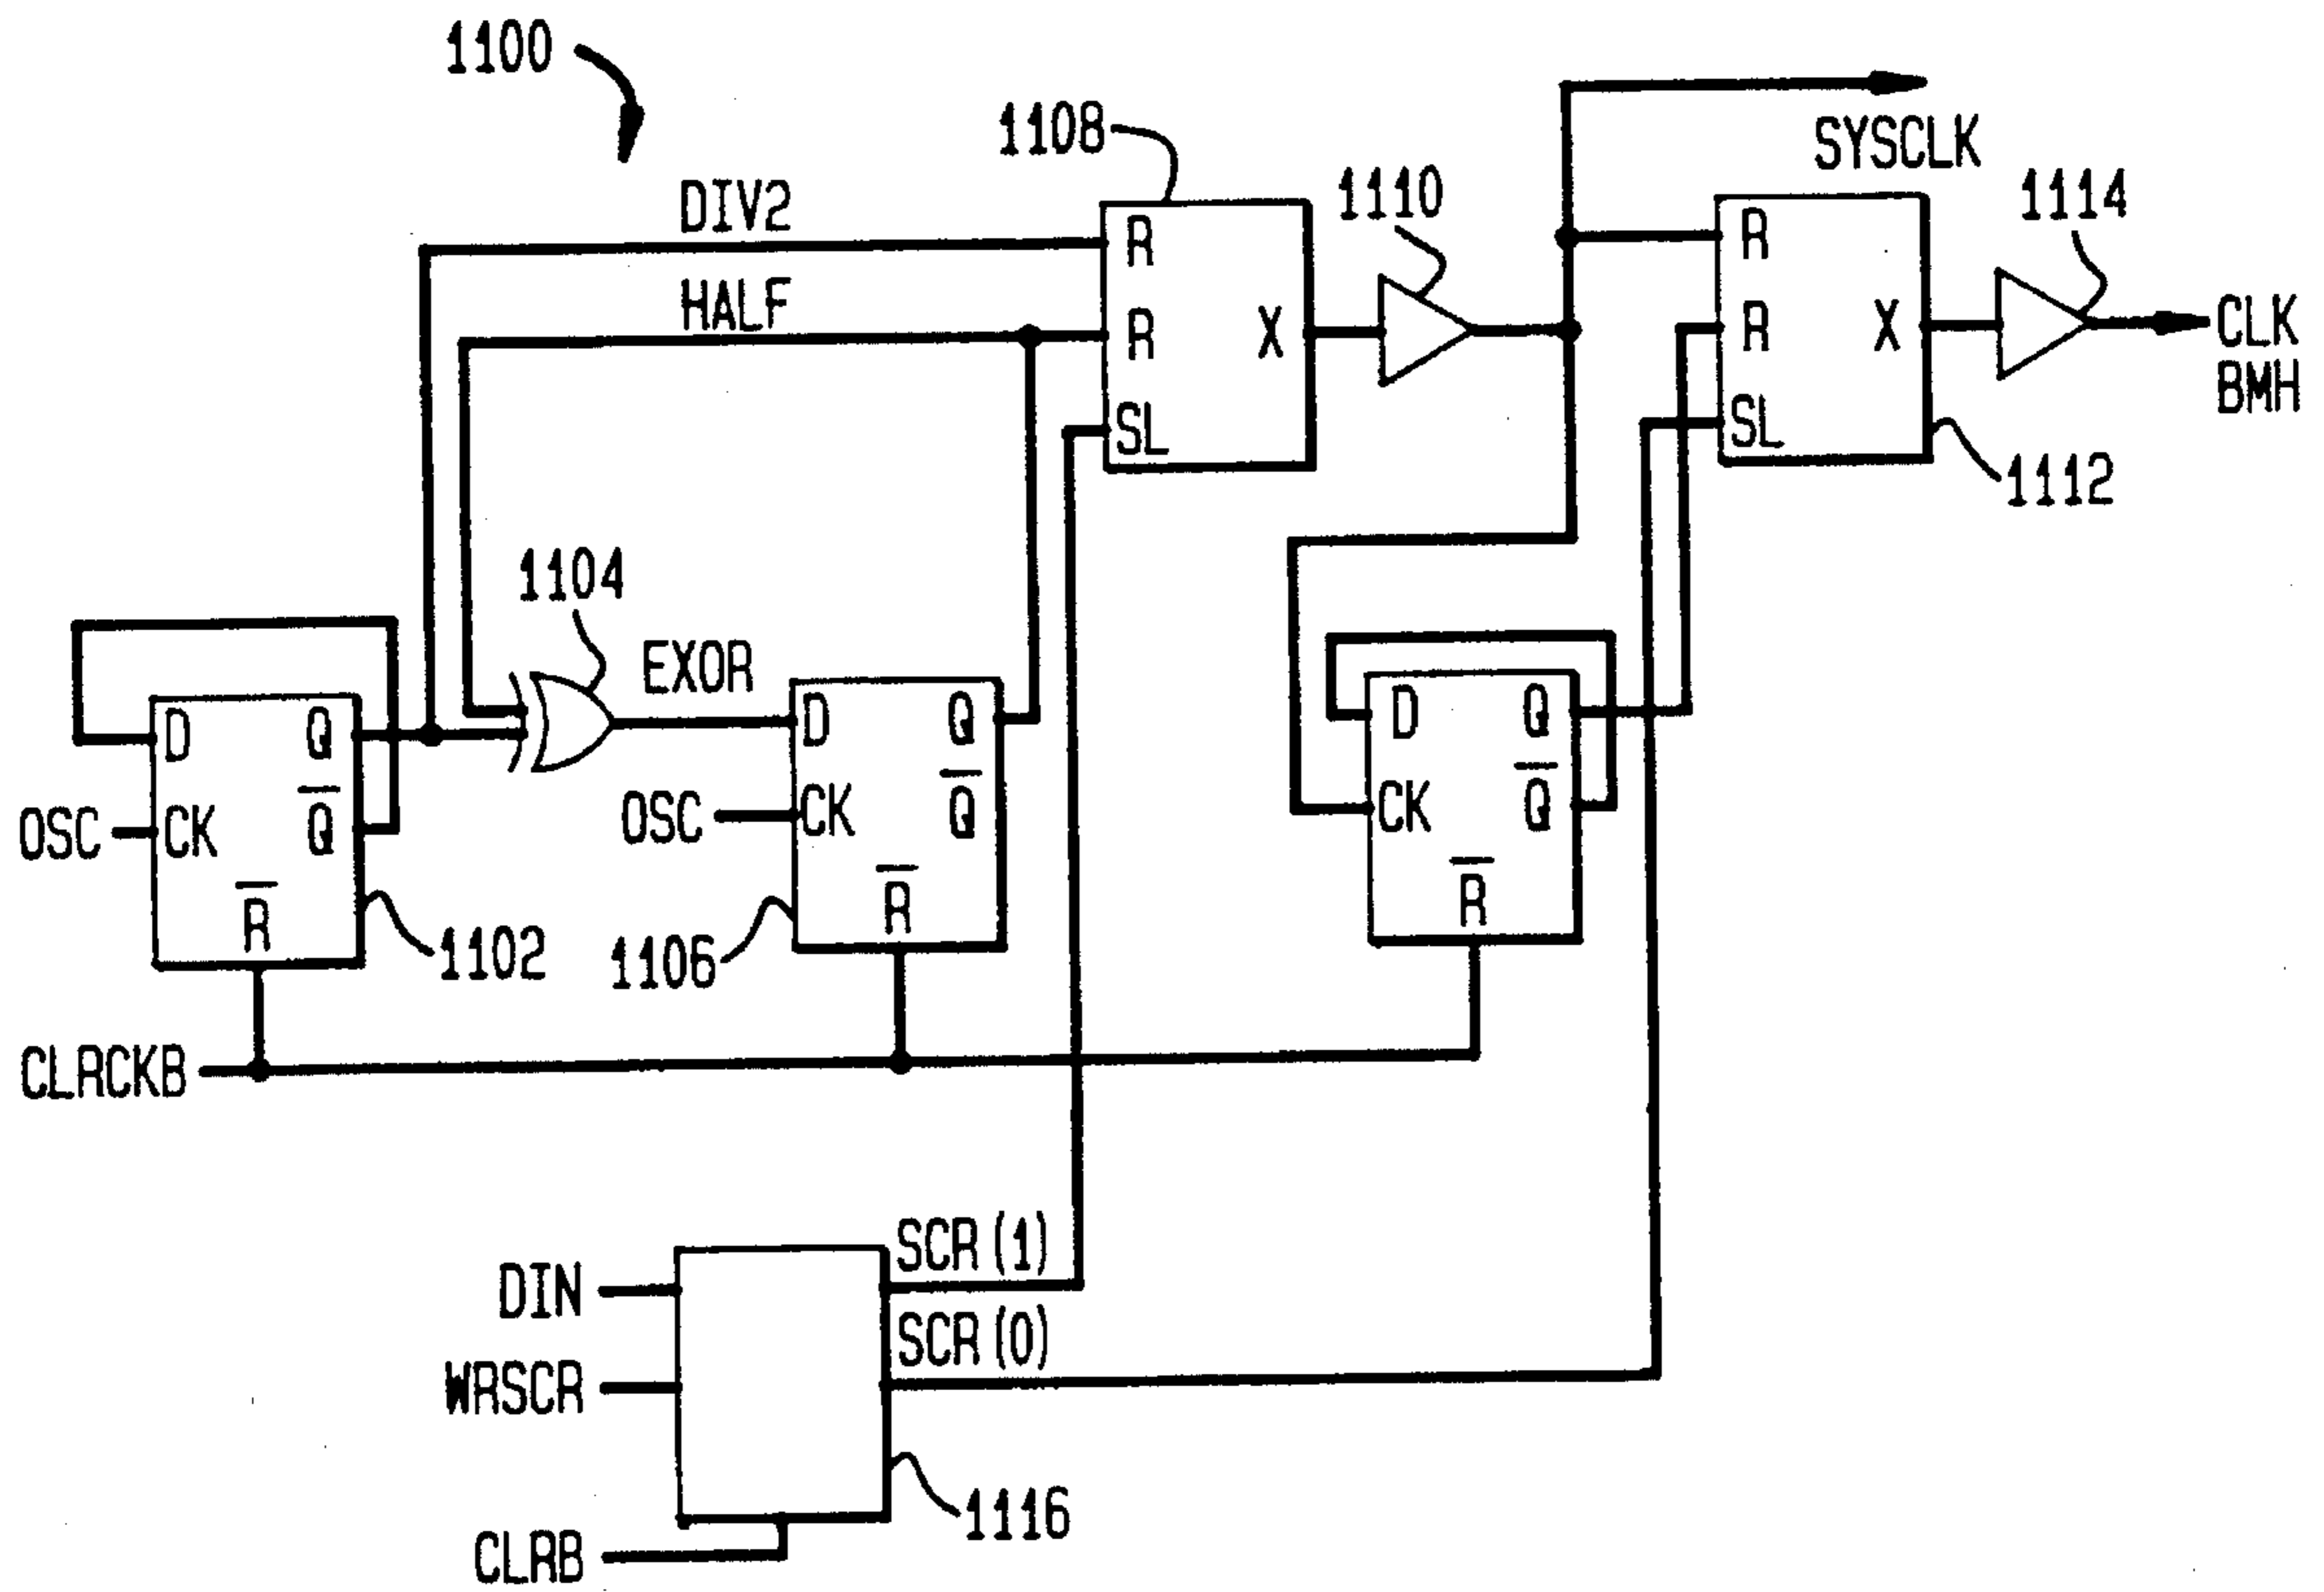 1100
1108
SYSCLK
1110
1114
DIV2
R
R
HALF
R
X
R
X
CLK
BMH
SL
SL
1112
1104
EXOR
D
Q
D
Q
D
Q
OSC
CK
Q
OSC
CK
Q
CK
Q
R
R
R
1102
1106
CLRCKB
SCR(1)
DIN
SCR(0)
WRSCR
1116
CLRB